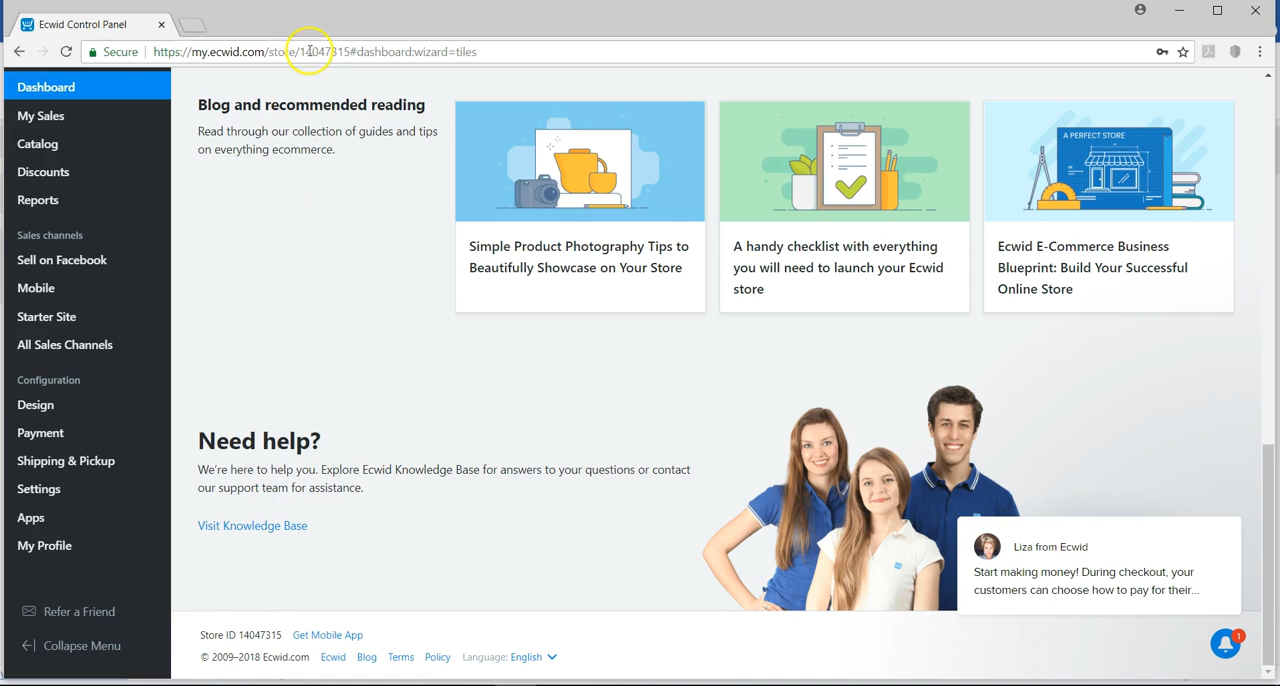 Ecwid Control Panel
Secure
https://my.ecwid.com/store/14047315#dashboard:wizard=tiles
Dashboard
My Sales
Catalog
Discounts
Reports
Sales channels
Sell on Facebook
Mobile
Starter Site
All Sales Channels
Configuration
Design
Payment
Shipping & Pickup
Settings
Apps
My Profile
Refer a Friend
Collapse Menu
Blog and recommended reading
Read through our collection of guides and tips
on everything ecommerce.
Simple Product Photography Tips to
Beautifully Showcase on Your Store
A handy checklist with everything
you will need to launch your Ecwid
store
A PERFECT STORE
Ecwid E-Commerce Business
Blueprint: Build Your Successful
Online Store
Need help?
We're here to help you. Explore Ecwid Knowledge Base for answers to your questions or contact
our support team for assistance.
Visit Knowledge Base
Liza from Ecwid
Start making money! During checkout, your
customers can choose how to pay for their...
1
Store ID 14047315 Get Mobile App
© 2009–2018 Ecwid.com Ecwid Blog Terms Policy Language: English